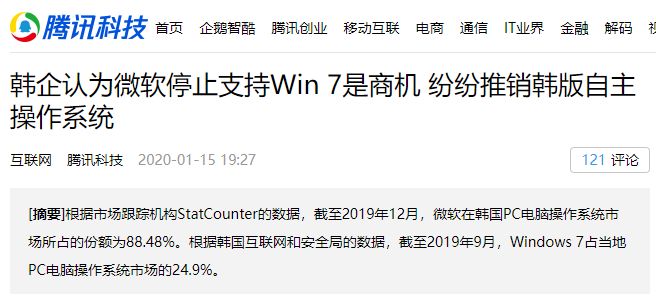 腾讯科技 首页 企鹅智酷 腾讯创业 移动互联 电商 通信 IT业界 金融 解码 视
韩企认为微软停止支持Win 7是商机 纷纷推销韩版自主
操作系统
互联网 腾讯科技 2020-01-15 19:27 121 评论
[摘要]根据市场跟踪机构StatCounter的数据，截至2019年12月，微软在韩国PC电脑操作系统市
场所占的份额为88.48%。根据韩国互联网和安全局的数据，截至2019年9月，Windows 7占当地
PC电脑操作系统市场的24.9%。